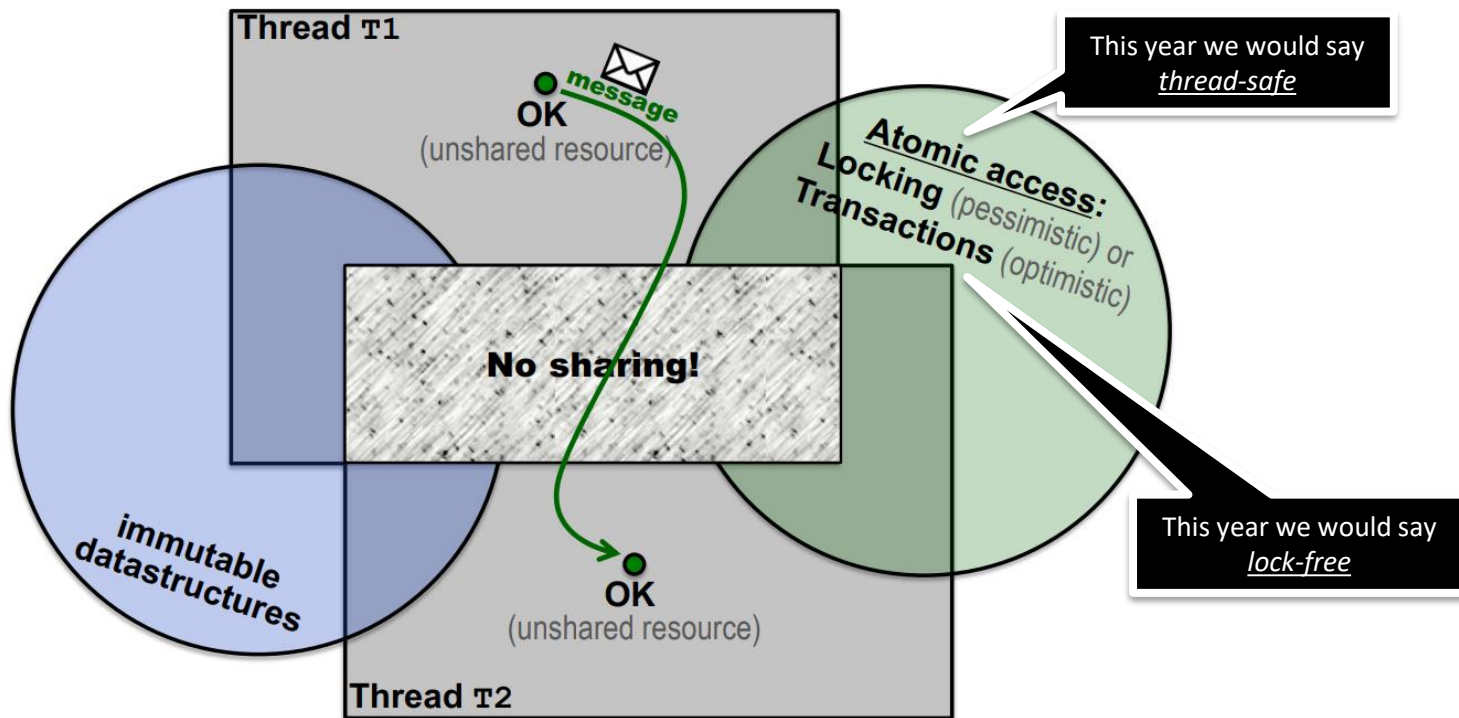 Thread T1
message
OK
(unshared resource)
This year we would say
thread-safe
Atomic access:
Locking (pessimistic) or
Transactions (optimistic)
No sharing!
This year we would say
lock-free
immutable
datastructures
OK
(unshared resource)
Thread T2